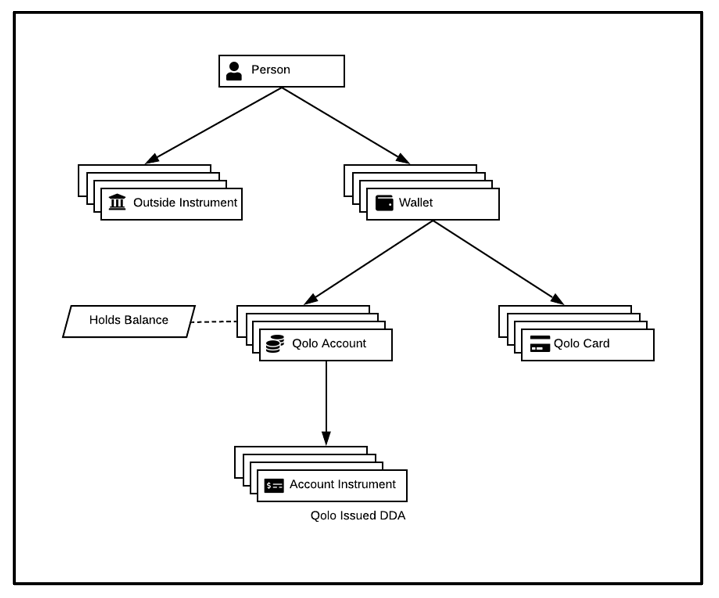 Person
Outside Instrument
Wallet
Holds Balance
Qolo Account
Qolo Card
$
Account Instrument
Qolo Issued DDA